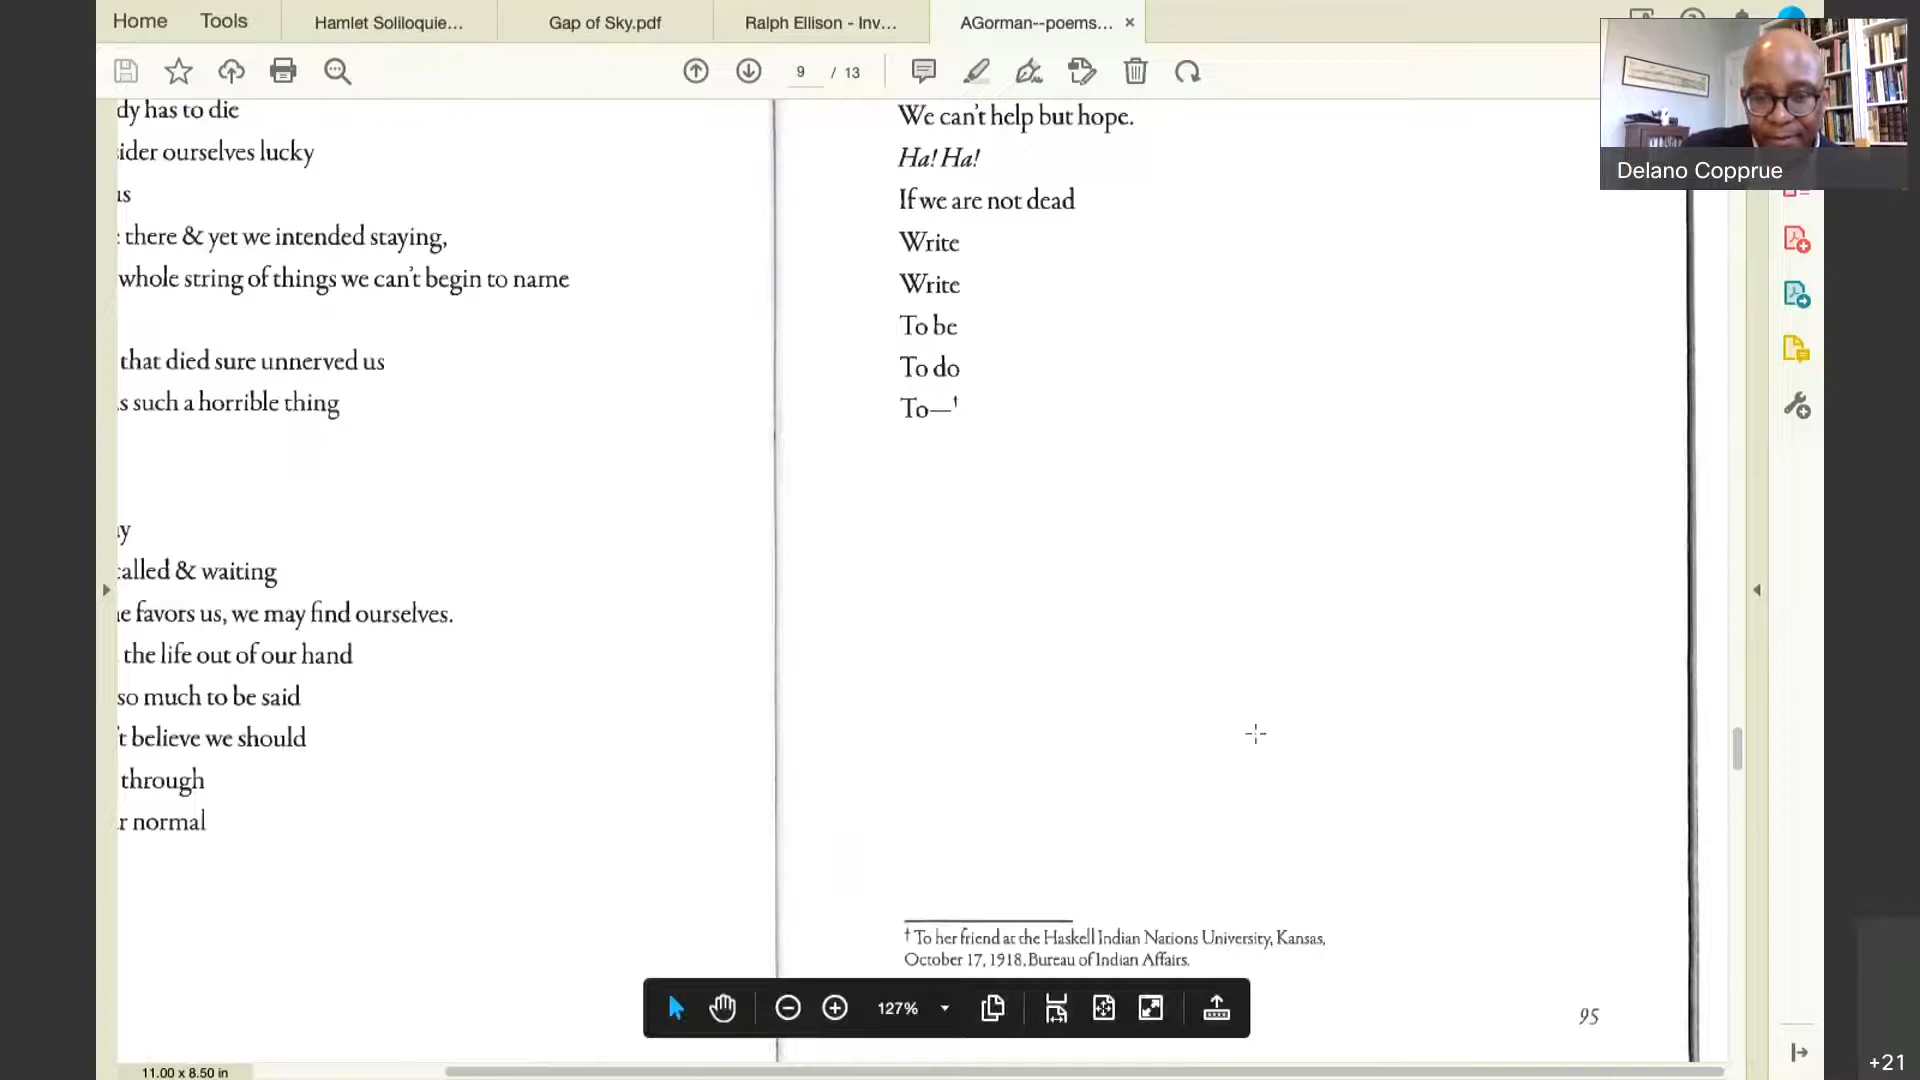 Home Tools Hamlet Soliloquie... Gap of Sky.pdf Ralph Ellison - Inv... AGorman--poems... ×
9 / 13
Delano Copprue
dy has to die
sider ourselves lucky
us
there & yet we intended staying,
whole string of things we can't begin to name
that died sure unnerved us
such a horrible thing
called & waiting
favors us, we may find ourselves.
the life out of our hand
so much to be said
't believe we should
through
r normal
We can't help but hope.
Ha! Ha!
If we are not dead
Write
Write
To be
To do
To—†
† To her friend at the Haskell Indian Nations University, Kansas,
October 17, 1918, Bureau of Indian Affairs.
95
127%
11.00 x 8.50 in
+21